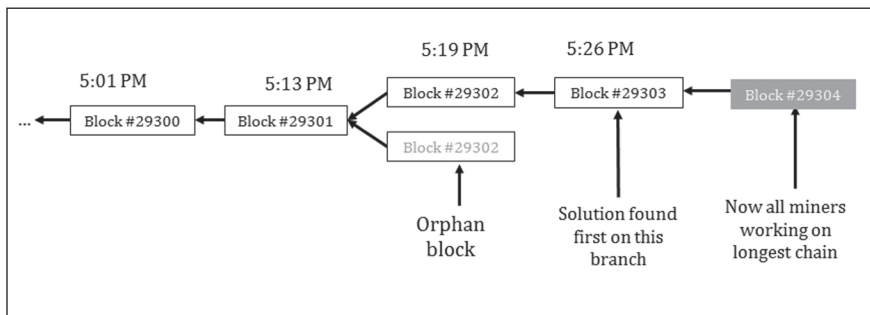 5:19 PM
5:26 PM
5:01 PM
5:13 PM
Block #29302
Block #29303
Block #29304
...
Block #29300
Block #29301
Block #29302
Orphan
block
Solution found
first on this
branch
Now all miners
working on
longest chain